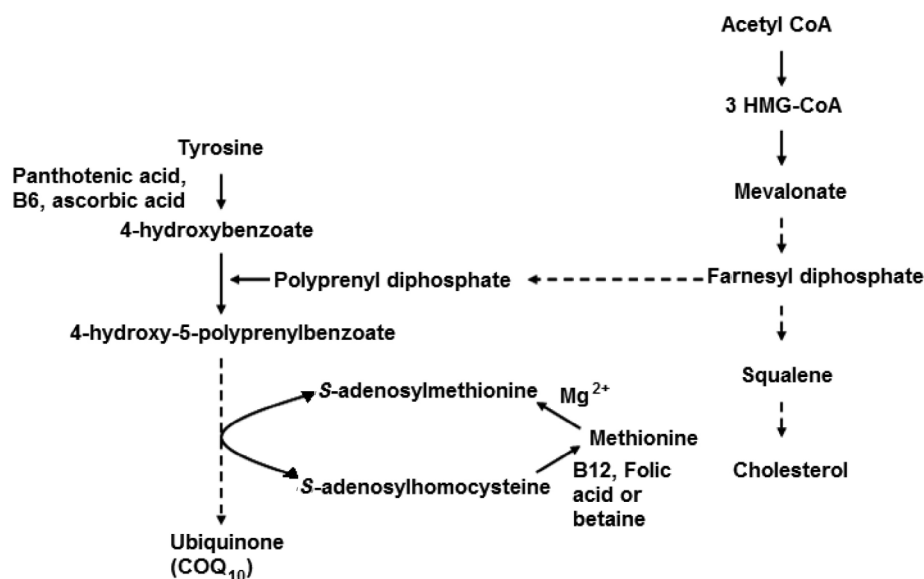 Acetyl CoA
3 HMG-CoA
Tyrosine
Panthotenic acid,
B6, ascorbic acid
Mevalonate
4-hydroxybenzoate
Polyprenyl diphosphate
Farnesyl diphosphate
4-hydroxy-5-polyprenylbenzoate
Squalene
S-adenosylmethionine
Mg2+
Methionine
Cholesterol
S-adenosylhomocysteine
B12, Folic
acid or
betaine
Ubiquinone
(COQ10)